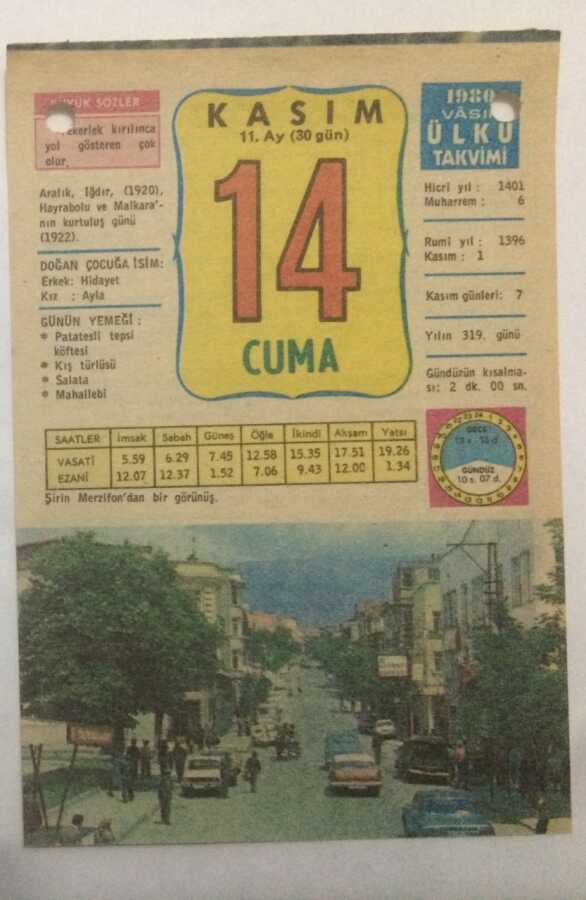 BÜYÜK SÖZLER
Tekerlek kırılınca
yol gösteren çok
olur.
Aralık, Iğdır, (1920),
Hayrabolu ve Malkara'-
nın kurtuluş günü
(1922).
DOĞAN ÇOCUĞA İSİM:
Erkek: Hidayet
Kız : Ayla
GÜNÜN YEMEĞİ :
* Patatesli tepsi
köftesi
* Kış türlüsü
* Salata
* Mahallebi
KASIM
11. Ay (30 gün)
14
CUMA
1980
VÂSIK
ÜLKÜ
TAKVİMİ
Hicrî yıl : 1401
Muharrem : 6
Rumî yıl : 1396
Kasım : 1
Kasım günleri: 7
Yılın 319. günü
Gündüzün kısalma-
sı: 2 dk. 00 sn.
SAATLER İmsak Sabah Güneş Öğle İkindi Akşam Yatsı
VASATİ 5.59 6.29 7.45 12.58 15.35 17.51 19.26
EZANİ 12.07 12.37 1.52 7.06 9.43 12.00 1.34
GECE
13 s. 53 d.
GÜNDÜZ
10 s. 07 d.
Şirin Merzifon'dan bir görünüş.